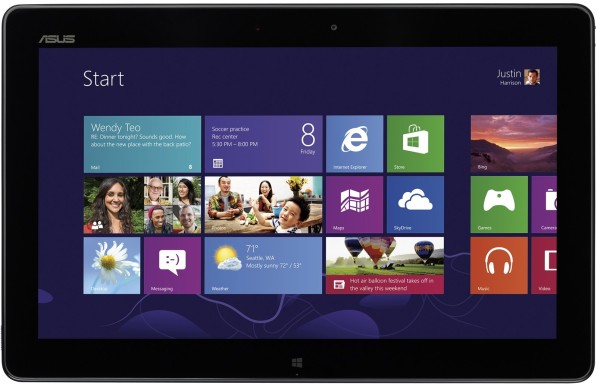 ASUS
Start
Justin
Harrison
Wendy Teo
RE: Dinner tonight? Sounds good. How
about the new place with the back patio?
Mail
8
Soccer practice
Rec center
5:30 PM – 8:00 PM
8
Friday
Internet Explorer
Store
Bing
Photos
Maps
SkyDrive
Games
Camera
Messaging
71°
Seattle, WA
Mostly sunny 72° / 53°
Weather
Hot air balloon festival takes off in
the valley this weekend
Music
Video